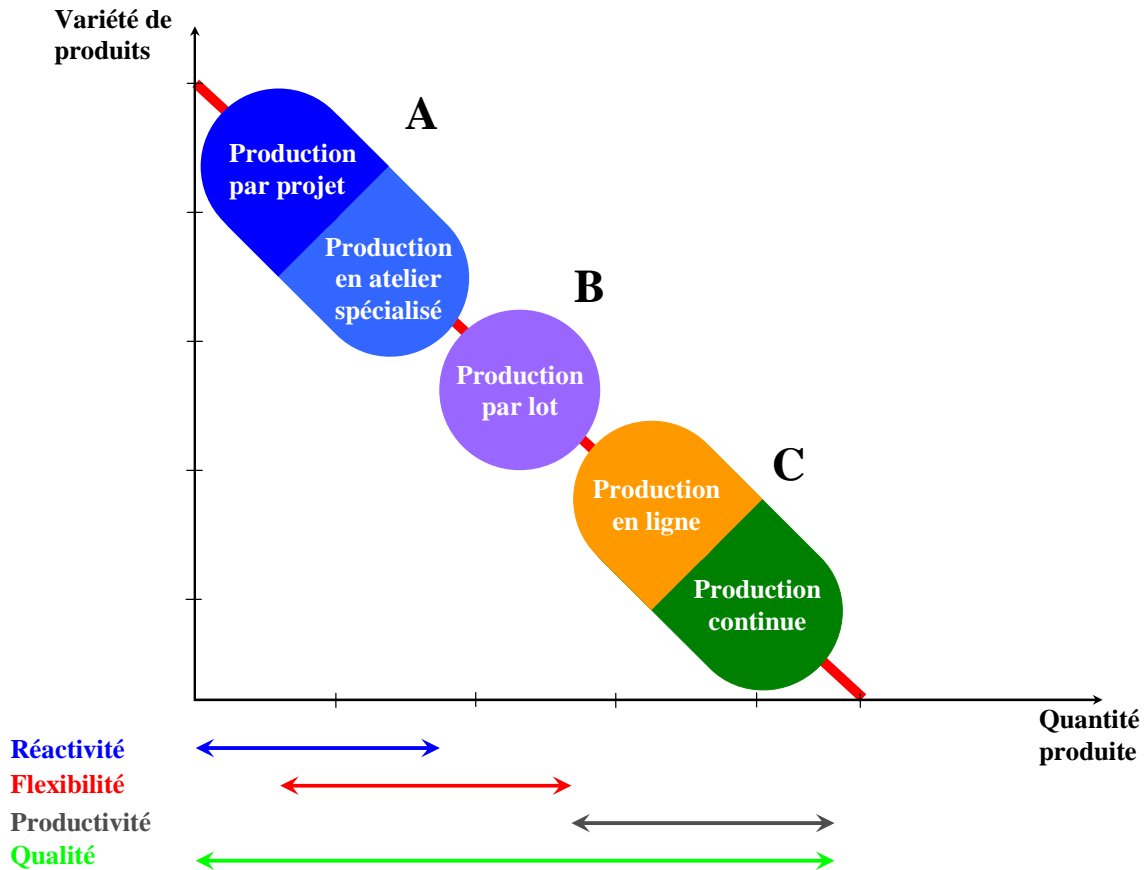 Variété de
produits
A
Production
par projet
Production
en atelier
spécialisé
B
Production
par lot
C
Production
en ligne
Production
continue
Quantité
produite
Réactivité
Flexibilité
Productivité
Qualité